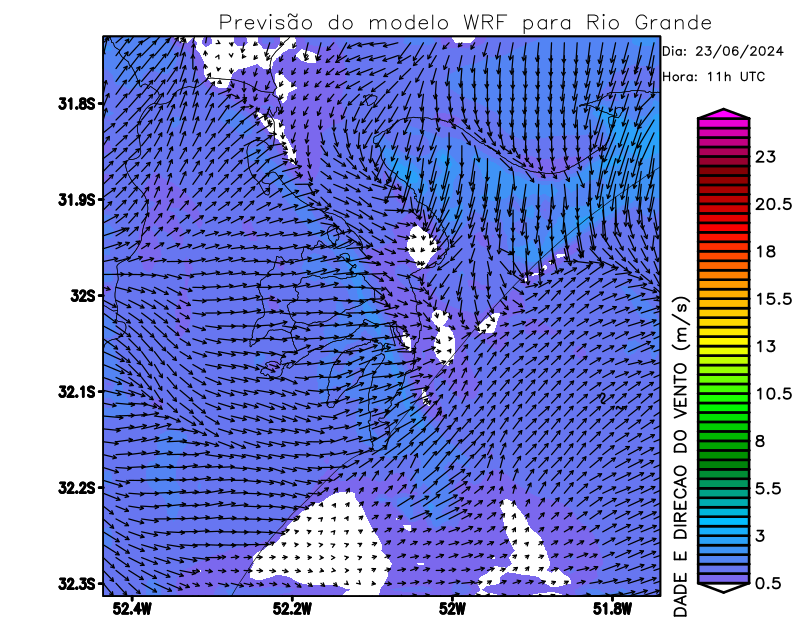 Previsão do modelo WRF para Rio Grande
Dia: 23/06/2024
Hora: 11h UTC
31.8S
31.9S
32S
32.1S
32.2S
32.3S
52.4W
52.2W
52W
51.8W
DADE E DIRECAO DO VENTO (m/s)
23
20.5
18
15.5
13
10.5
8
5.5
3
0.5